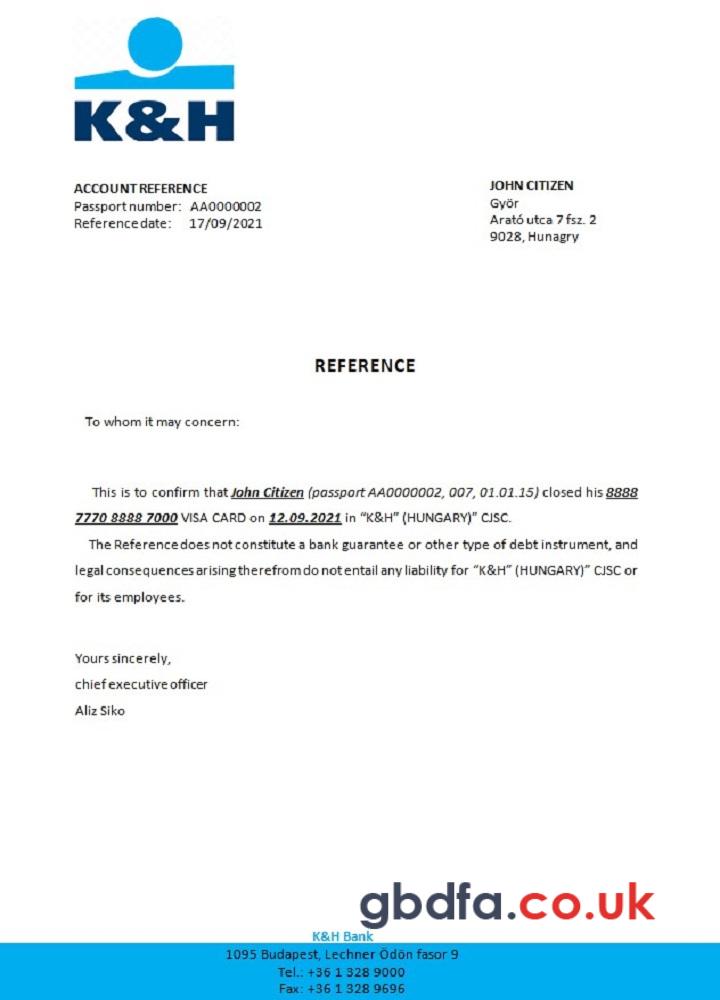 K&H
ACCOUNT REFERENCE
Passport number: AA0000002
Reference date: 17/09/2021
JOHN CITIZEN
Györ
Arató utca 7 fsz. 2
9028, Hunagry
REFERENCE
To whom it may concern:
This is to confirm that John Citizen (passport AA0000002, 007, 01.01.15) closed his 8888
7770 8888 7000 VISA CARD on 12.09.2021 in “K&H” (HUNGARY)” CJSC.
The Reference does not constitute a bank guarantee or other type of debt instrument, and
legal consequences arising therefrom do not entail any liability for “K&H” (HUNGARY)” CJSC or
for its employees.
Yours sincerely,
chief executive officer
Aliz Siko
gbdfa.co.uk
K&H Bank
1095 Budapest, Lechner Ödön fasor 9
Tel.: +36 1 328 9000
Fax: +36 1 328 9696